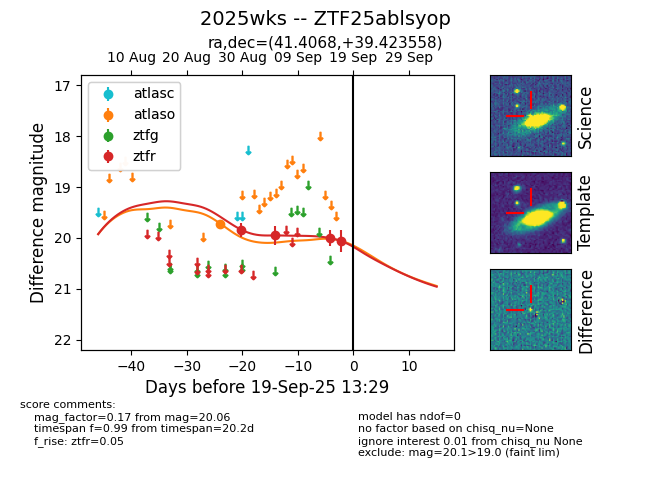 2025wks -- ZTF25ablsyop
ra,dec=(41.4068,+39.423558)
10 Aug 20 Aug 30 Aug 09 Sep 19 Sep 29 Sep
17
18
19
20
21
22
Difference magnitude
atlasc
atlaso
ztfg
ztfr
−40 −30 −20 −10 0 10
Days before 19-Sep-25 13:29
Science
Template
Difference
score comments:
mag_factor=0.17 from mag=20.06
timespan f=0.99 from timespan=20.2d
f_rise: ztfr=0.05
model has ndof=0
no factor based on chisq_nu=None
ignore interest 0.01 from chisq_nu None
exclude: mag=20.1>19.0 (faint lim)